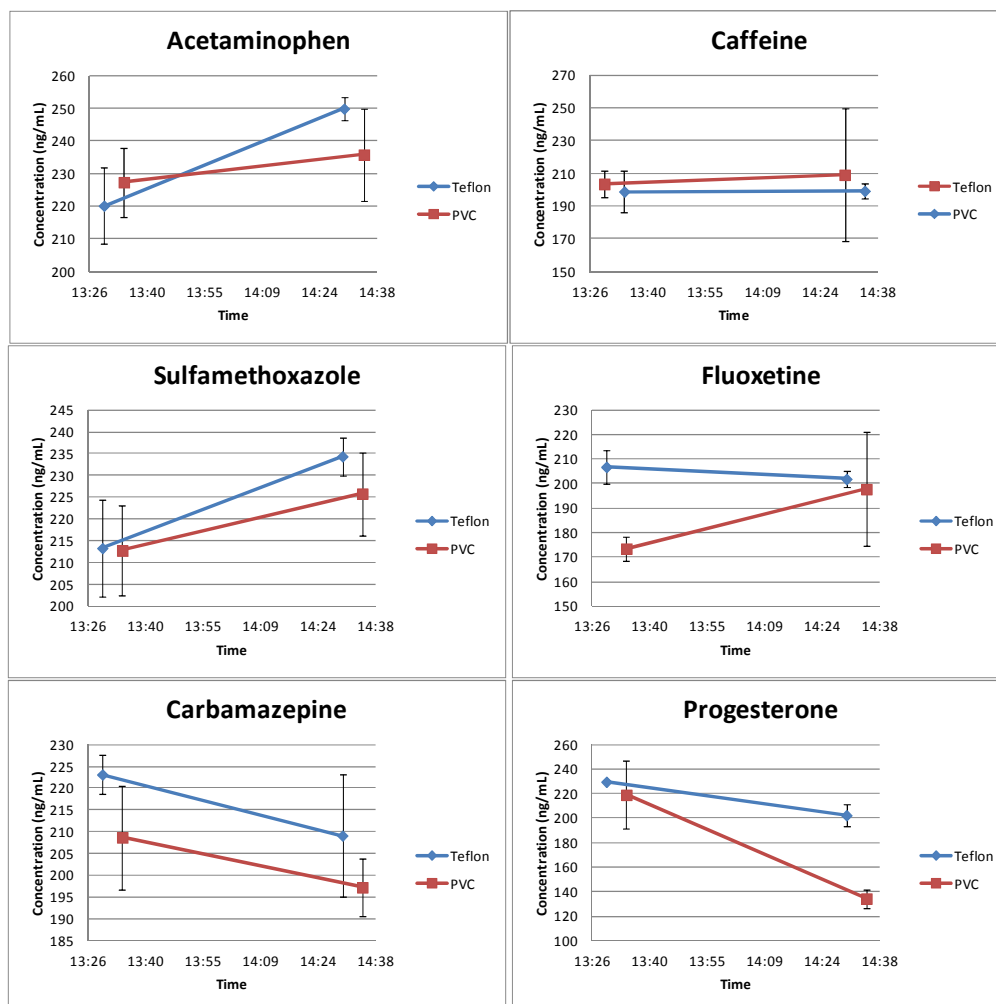 Acetaminophen
Concentration (ng/mL)
260
250
240
230
220
210
200
13:26 13:40 13:55 14:09 14:24 14:38
Time
Teflon
PVC
Caffeine
Concentration (ng/mL)
270
250
230
210
190
170
150
13:26 13:40 13:55 14:09 14:24 14:38
Time
Teflon
PVC
Sulfamethoxazole
Concentration (ng/mL)
245
240
235
230
225
220
215
210
205
200
13:26 13:40 13:55 14:09 14:24 14:38
Time
Teflon
PVC
Fluoxetine
Concentration (ng/mL)
230
220
210
200
190
180
170
160
150
13:26 13:40 13:55 14:09 14:24 14:38
Time
Teflon
PVC
Carbamazepine
Concentration (ng/mL)
230
225
220
215
210
205
200
195
190
185
13:26 13:40 13:55 14:09 14:24 14:38
Time
Teflon
PVC
Progesterone
Concentration (ng/mL)
260
240
220
200
180
160
140
120
100
13:26 13:40 13:55 14:09 14:24 14:38
Time
Teflon
PVC